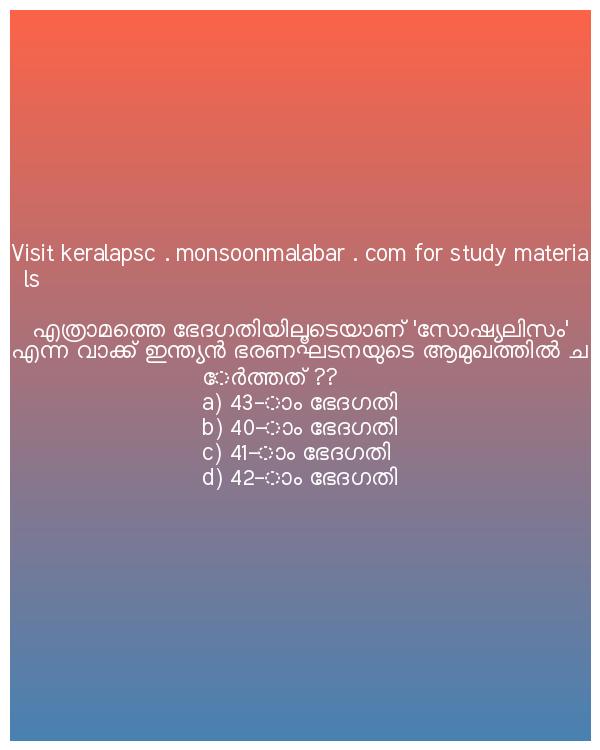 Visit keralapsc . monsoonmalabar . com for study materia
ls
എത്രാമത്തെ ഭേദഗതിയിലൂടെയാണ് 'സോഷ്യലിസം'
എന്ന വാക്ക് ഇന്ത്യൻ ഭരണഘടനയുടെ ആമുഖത്തിൽ ച
േർത്തത് ??
a) 43-ാം ഭേദഗതി
b) 40-ാം ഭേദഗതി
c) 41-ാം ഭേദഗതി
d) 42-ാം ഭേദഗതി